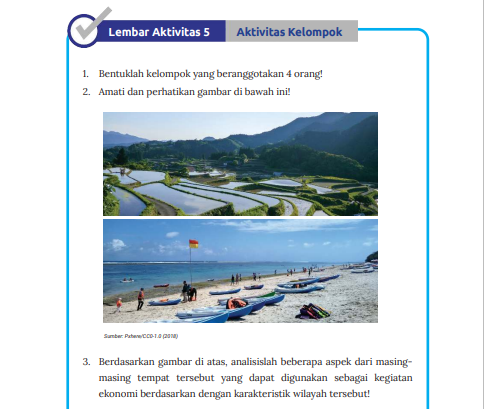 Lembar Aktivitas 5
Aktivitas Kelompok
1. Bentuklah kelompok yang beranggotakan 4 orang!
2. Amati dan perhatikan gambar di bawah ini!
Sumber: Pxhere/CC0-1.0 (2018)
3. Berdasarkan gambar di atas, analisislah beberapa aspek dari masing-
masing tempat tersebut yang dapat digunakan sebagai kegiatan
ekonomi berdasarkan dengan karakteristik wilayah tersebut!